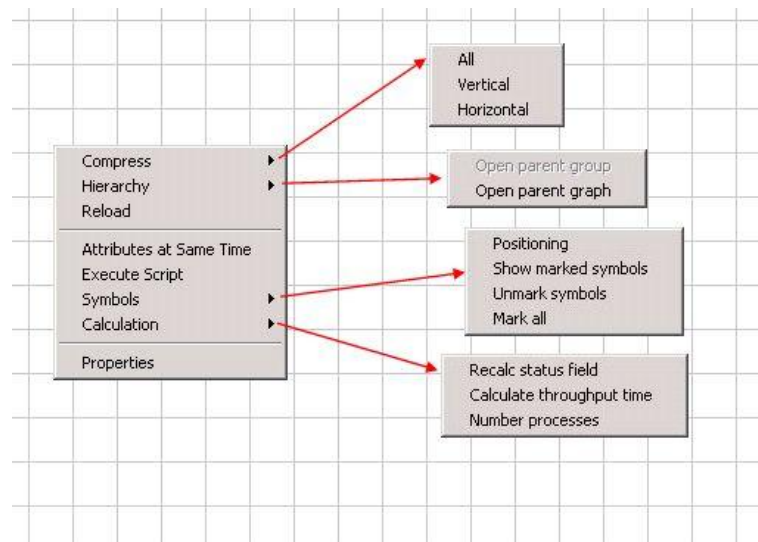 Compress
Hierarchy
Reload
Attributes at Same Time
Execute Script
Symbols
Calculation
Properties
All
Vertical
Horizontal
Open parent group
Open parent graph
Positioning
Show marked symbols
Unmark symbols
Mark all
Recalc status field
Calculate throughput time
Number processes